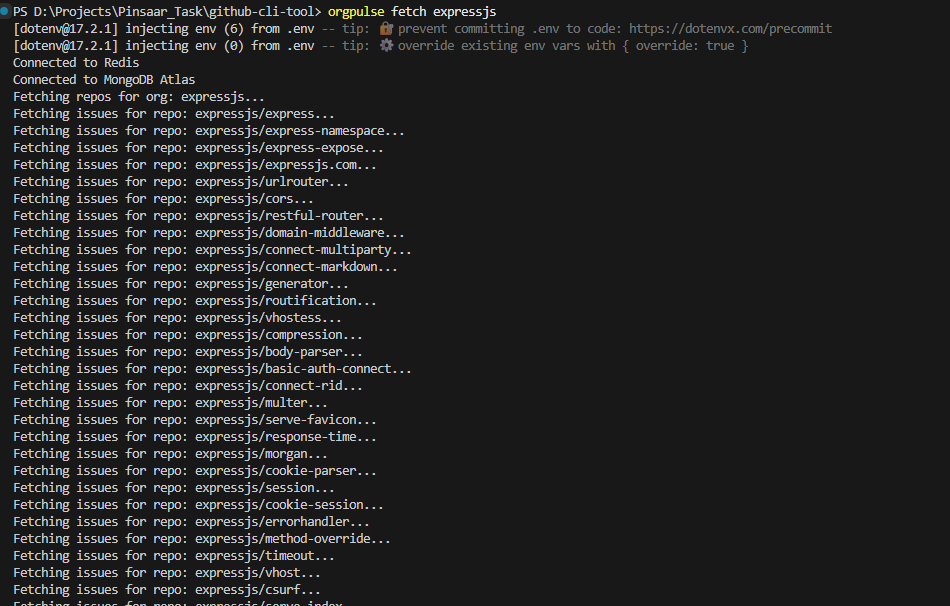 PS D:\Projects\Pinsaar_Task\github-cli-tool> orgpulse fetch expressjs
[dotenv@17.2.1] injecting env (6) from .env -- tip: 🔐 prevent committing .env to code: https://dotenvx.com/precommit
[dotenv@17.2.1] injecting env (0) from .env -- tip: ⚙️ override existing env vars with { override: true }
Connected to Redis
Connected to MongoDB Atlas
Fetching repos for org: expressjs...
Fetching issues for repo: expressjs/express...
Fetching issues for repo: expressjs/express-namespace...
Fetching issues for repo: expressjs/express-expose...
Fetching issues for repo: expressjs/expressjs.com...
Fetching issues for repo: expressjs/urlrouter...
Fetching issues for repo: expressjs/cors...
Fetching issues for repo: expressjs/restful-router...
Fetching issues for repo: expressjs/domain-middleware...
Fetching issues for repo: expressjs/connect-multiparty...
Fetching issues for repo: expressjs/connect-markdown...
Fetching issues for repo: expressjs/generator...
Fetching issues for repo: expressjs/routification...
Fetching issues for repo: expressjs/vhostess...
Fetching issues for repo: expressjs/compression...
Fetching issues for repo: expressjs/body-parser...
Fetching issues for repo: expressjs/basic-auth-connect...
Fetching issues for repo: expressjs/connect-rid...
Fetching issues for repo: expressjs/multer...
Fetching issues for repo: expressjs/serve-favicon...
Fetching issues for repo: expressjs/response-time...
Fetching issues for repo: expressjs/morgan...
Fetching issues for repo: expressjs/cookie-parser...
Fetching issues for repo: expressjs/session...
Fetching issues for repo: expressjs/cookie-session...
Fetching issues for repo: expressjs/errorhandler...
Fetching issues for repo: expressjs/method-override...
Fetching issues for repo: expressjs/timeout...
Fetching issues for repo: expressjs/vhost...
Fetching issues for repo: expressjs/csurf...
Fetching issues for repo: expressjs/serve-index